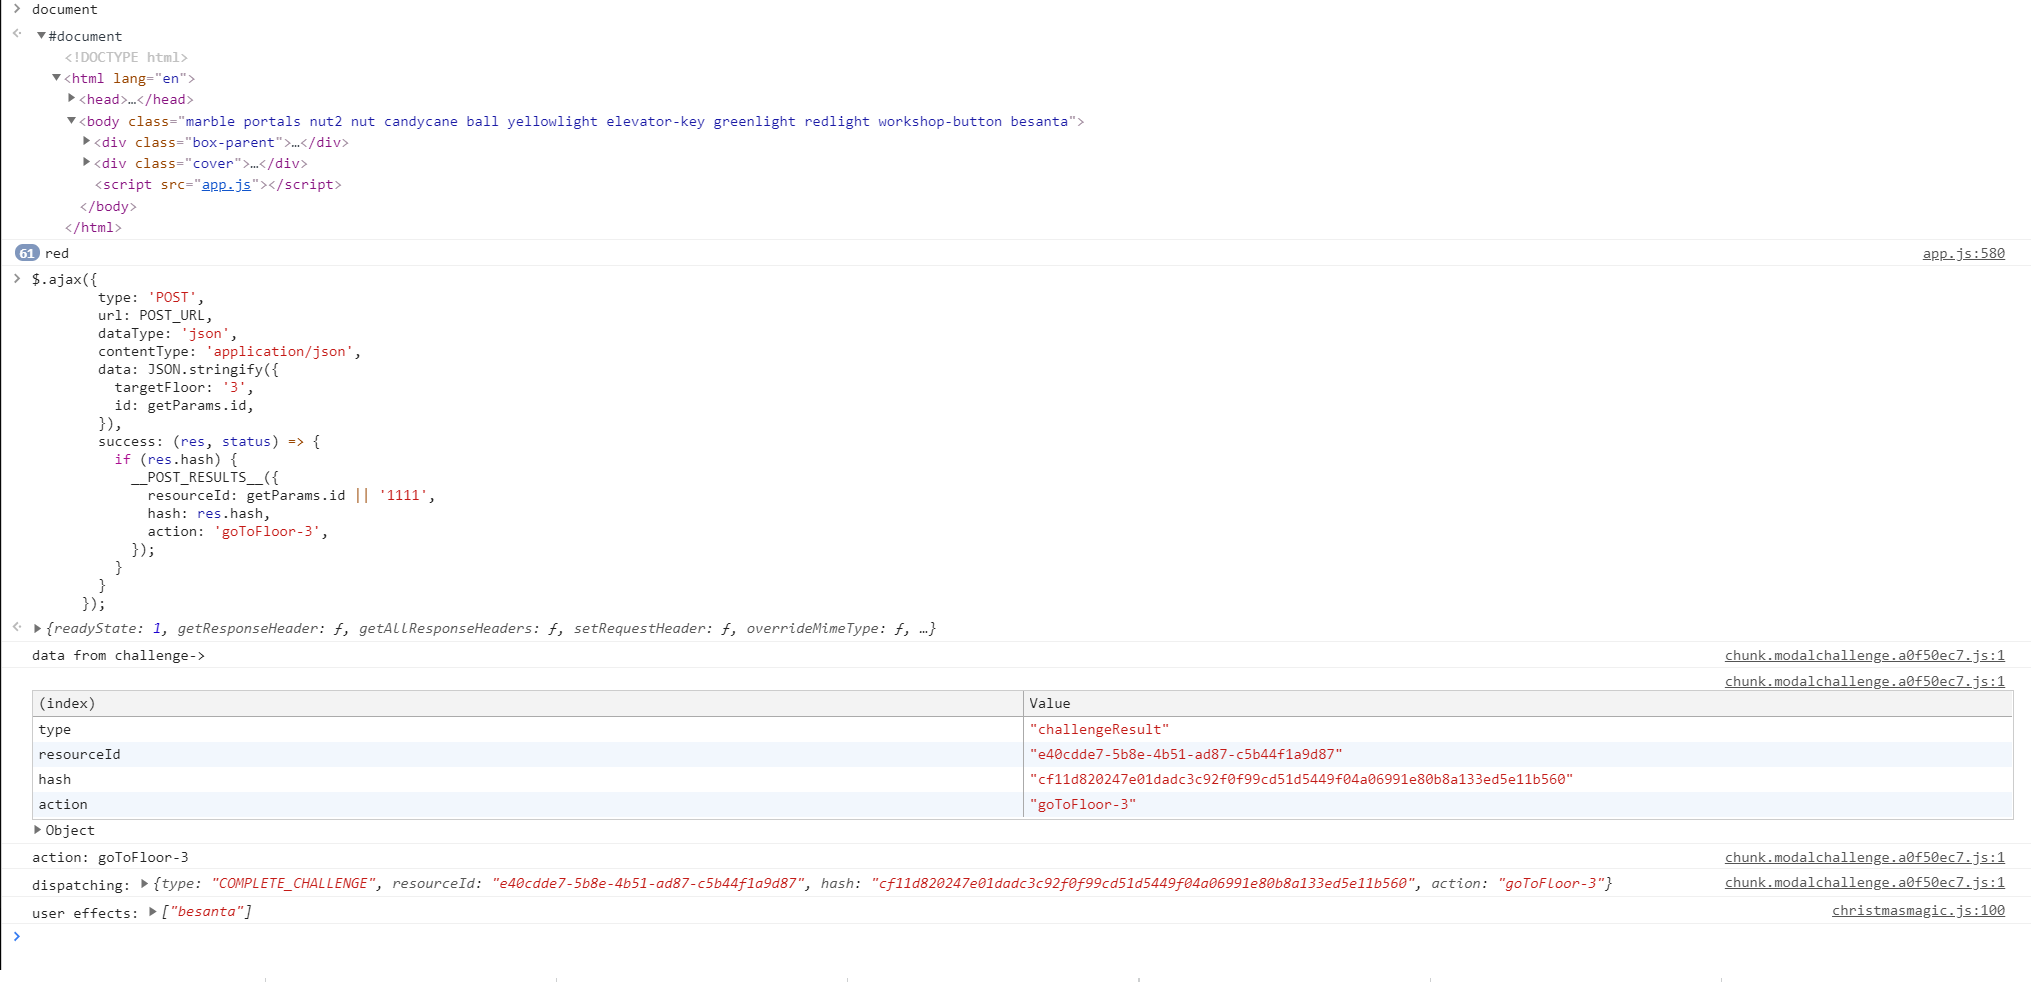 document
#document
<!DOCTYPE html>
<html lang="en">
<head>…</head>
<body class="marble portals nut2 nut candycane ball yellowlight elevator-key greenlight redlight workshop-button besanta">
<div class="box-parent">…</div>
<div class="cover">…</div>
<script src="app.js"></script>
</body>
</html>
61 red app.js:580
$.ajax({
type: 'POST',
url: POST_URL,
dataType: 'json',
contentType: 'application/json',
data: JSON.stringify({
targetFloor: '3',
id: getParams.id,
}),
success: (res, status) => {
if (res.hash) {
__POST_RESULTS__({
resourceId: getParams.id || '1111',
hash: res.hash,
action: 'goToFloor-3',
});
}
}
});
{readyState: 1, getResponseHeader: ƒ, getAllResponseHeaders: ƒ, setRequestHeader: ƒ, overrideMimeType: ƒ, …}
data from challenge-> chunk.modalchallenge.a0f50ec7.js:1
chunk.modalchallenge.a0f50ec7.js:1
(index) Value
type "challengeResult"
resourceId "e40cdde7-5b8e-4b51-ad87-c5b44f1a9d87"
hash "cf11d820247e01dadc3c92f0f99cd51d5449f04a06991e80b8a133ed5e11b560"
action "goToFloor-3"
Object
action: goToFloor-3 chunk.modalchallenge.a0f50ec7.js:1
dispatching: {type: "COMPLETE_CHALLENGE", resourceId: "e40cdde7-5b8e-4b51-ad87-c5b44f1a9d87", hash: "cf11d820247e01dadc3c92f0f99cd51d5449f04a06991e80b8a133ed5e11b560", action: "goToFloor-3"} chunk.modalchallenge.a0f50ec7.js:1
user effects: ["besanta"] christmasmagic.js:100